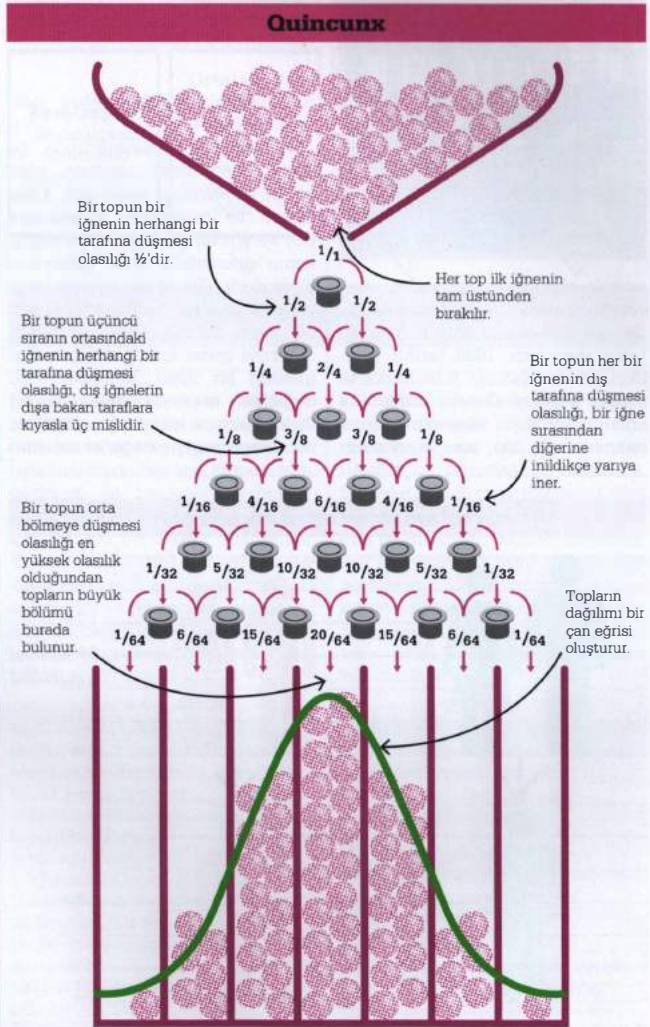 Quincunx
Bir topun bir
iğnenin herhangi bir
tarafına düşmesi
olasılığı ½'dir.
1/1
Her top ilk iğnenin
tam üstünden
bırakılır.
1/2 1/2
Bir topun üçüncü
sıranın ortasındaki
iğnenin herhangi bir
tarafına düşmesi
olasılığı, dış iğnelerin
dışa bakan taraflara
kıyasla üç mislidir.
1/4 2/4 1/4
Bir topun her bir
iğnenin dış
tarafına düşmesi
olasılığı, bir iğne
sırasından
diğerine
inildikçe yarıya
iner.
1/8 3/8 3/8 1/8
1/16 4/16 6/16 4/16 1/16
Bir topun orta
bölmeye düşmesi
olasılığı en
yüksek olasılık
olduğundan
topların büyük
bölümü
burada
bulunur
1/32 5/32 10/32 10/32 5/32 1/32
Topların
dağılımı bir
çan eğrisi
oluşturur.
1/64 6/64 15/64 20/64 15/64 6/64 1/64